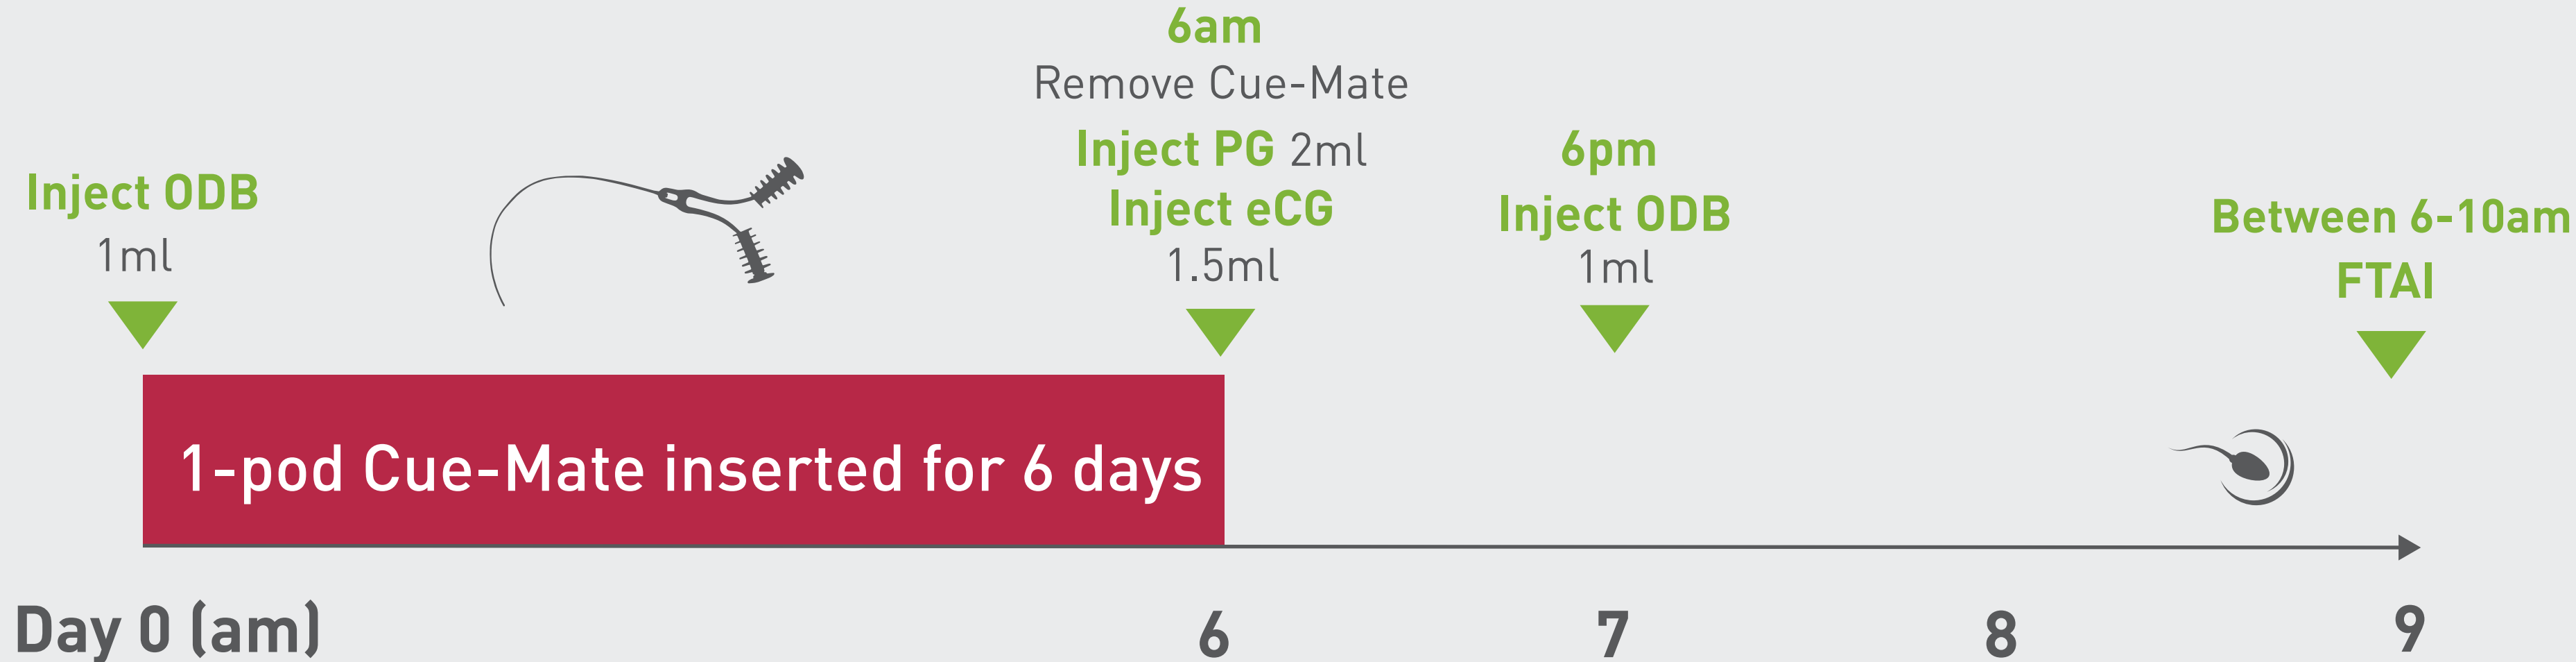 Inject ODB
1ml
6am
Remove Cue-Mate
Inject PG 2ml
Inject eCG
1.5ml
6pm
Inject ODB
1ml
Between 6-10am
FTAI
1-pod Cue-Mate inserted for 6 days
Day 0 (am) 6 7 8 9